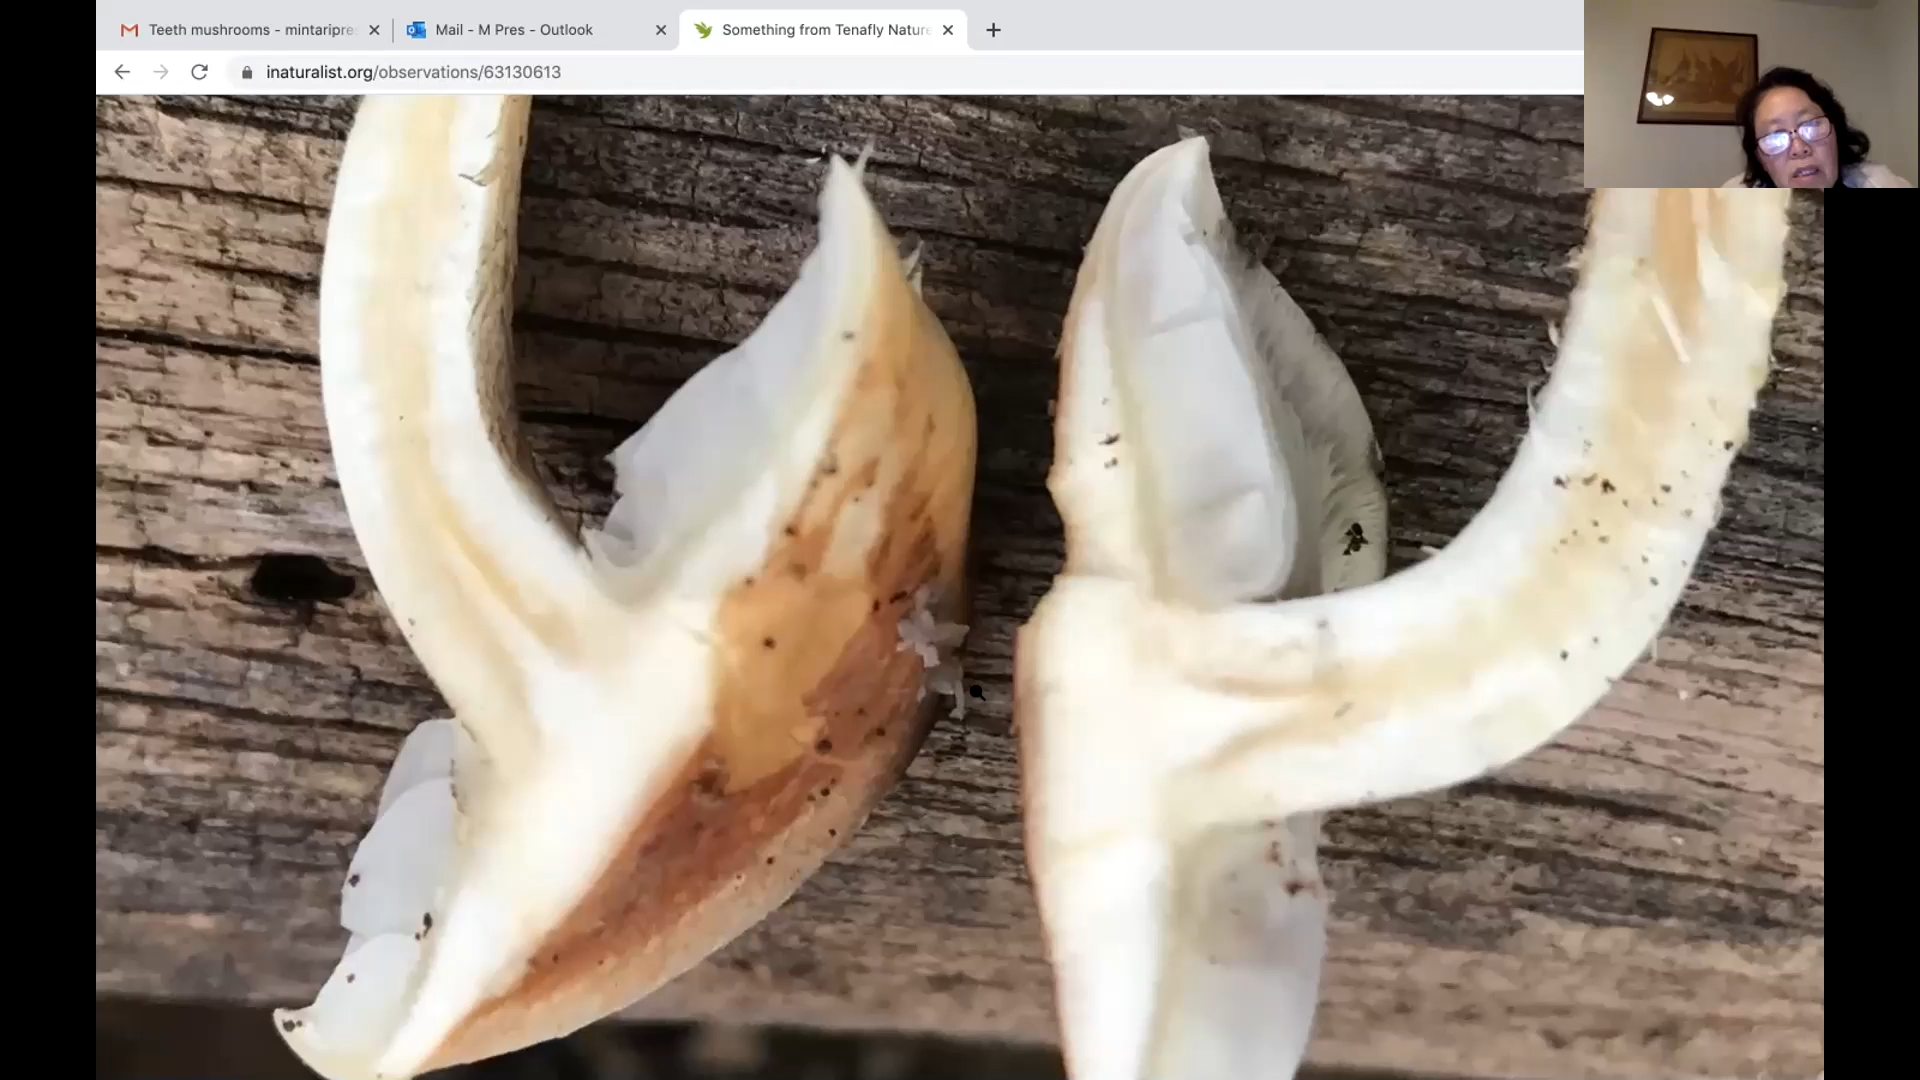 Teeth mushrooms - mintaripre
Mail - M Pres - Outlook
Something from Tenafly Nature
inaturalist.org/observations/63130613